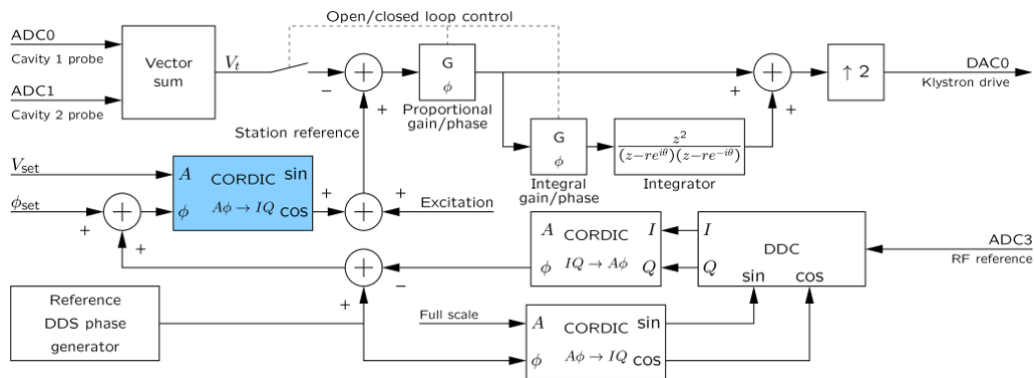 Open/closed loop control
ADC0
Cavity 1 probe
ADC1
Cavity 2 probe
Vector
sum
V_t
−
+
+
G
ϕ
Proportional
gain/phase
+
+
+
↑ 2
DAC0
Klystron drive
Station reference
G
ϕ
Integral
gain/phase
z^2
(z−re^{iθ})(z−re^{−iθ})
Integrator
V_set
ϕ_set
+
+
+
A CORDIC sin
ϕ Aϕ → IQ cos
+
+
+
Excitation
A CORDIC I
ϕ IQ → Aϕ Q
I DDC
Q
sin cos
ADC3
RF reference
+
+
−
Reference
DDS phase
generator
Full scale
A CORDIC sin
ϕ Aϕ → IQ cos